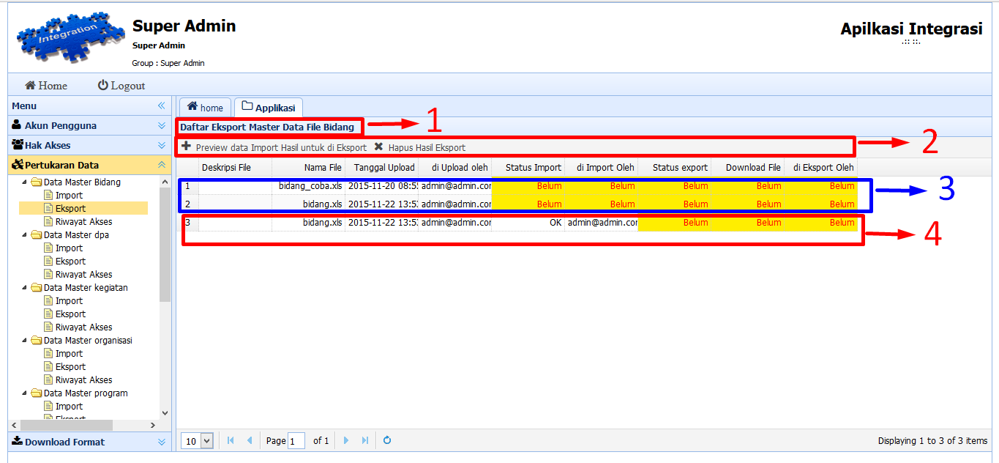 Integration
Super Admin
Super Admin
Group : Super Admin
Apilkasi Integrasi
.:: ::.
Home Logout
Menu
Akun Pengguna
Hak Akses
Pertukaran Data
Data Master Bidang
Import
Eksport
Riwayat Akses
Data Master dpa
Import
Eksport
Riwayat Akses
Data Master kegiatan
Import
Eksport
Riwayat Akses
Data Master organisasi
Import
Eksport
Riwayat Akses
Data Master program
Import
Eksport
Download Format
home Applikasi
Daftar Eksport Master Data File Bidang 1
Preview data Import Hasil untuk di Eksport Hapus Hasil Eksport 2
Deskripsi File Nama File Tanggal Upload di Upload oleh Status Import di Import Oleh Status export Download File di Eksport Oleh
1 bidang_coba.xls 2015-11-20 08:5 admin@admin.cor Belum Belum Belum Belum Belum
3
2 bidang.xls 2015-11-22 13:5 admin@admin.cor Belum Belum Belum Belum Belum
3 bidang.xls 2015-11-22 13:5 admin@admin.cor OK admin@admin.cor Belum Belum Belum
4
10 Page 1 of 1 Displaying 1 to 3 of 3 items